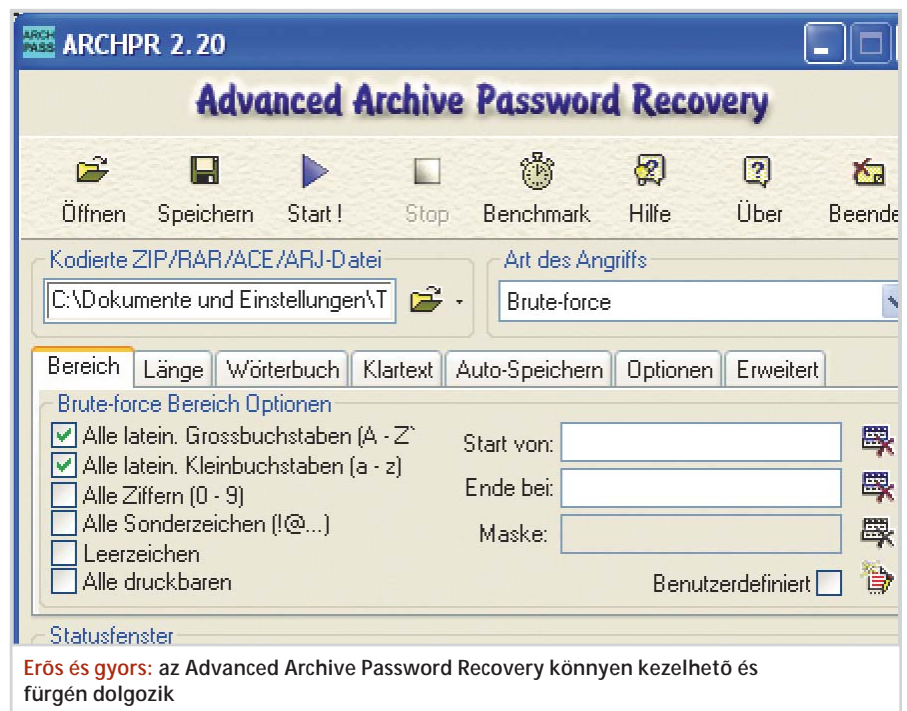 ARCH
PASS ARCHPR 2.20
Advanced Archive Password Recovery
Öffnen Speichern Start! Stop Benchmark Hilfe Über Beende
Kodierte ZIP/RAR/ACE/ARJ-Datei Art des Angriffs
C:\Dokumente und Einstellungen\T Brute-force
Bereich Länge Wörterbuch Klartext Auto-Speichern Optionen Erweitert
Brute-force Bereich Optionen
Alle latein. Grossbuchstaben (A - Z
Alle latein. Kleinbuchstaben (a - z)
Alle Ziffern (0 - 9)
Alle Sonderzeichen (!@...)
Leerzeichen
Alle druckbaren
Start von:
Ende bei:
Maske:
Benutzerdefiniert
Statusfenster
Erõs és gyors: az Advanced Archive Password Recovery könnyen kezelhetõ és
fürgén dolgozik